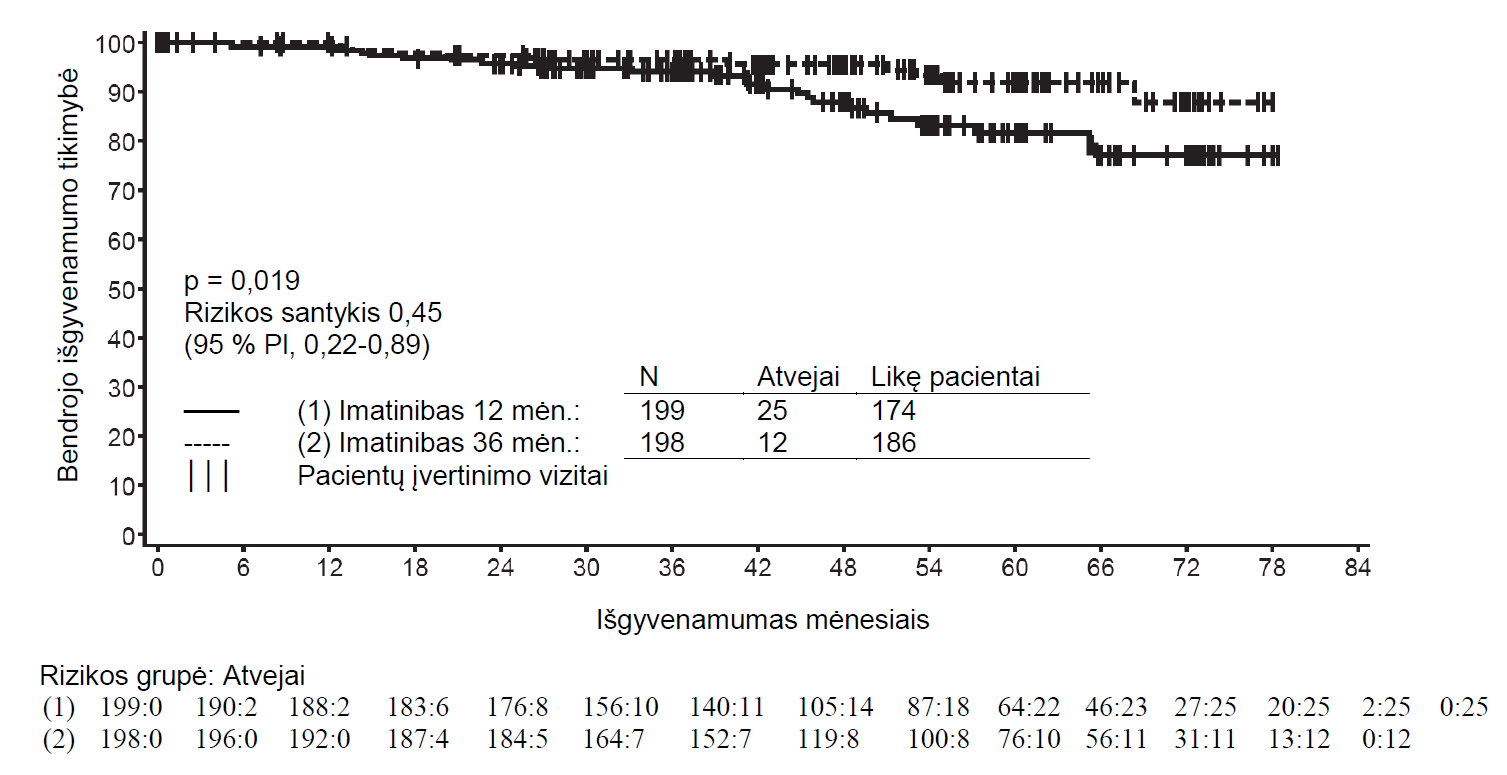 Bendrojo išgyvenamumo tikimybė
100
90
80
70
60
50
40
30
20
10
0
p = 0,019
Rizikos santykis 0,45
(95 % PI, 0,22-0,89)
N Atvejai Likę pacientai
(1) Imatinibas 12 mėn.: 199 25 174
(2) Imatinibas 36 mėn.: 198 12 186
Pacientų įvertinimo vizitai
0 6 12 18 24 30 36 42 48 54 60 66 72 78 84
Išgyvenamumas mėnesiais
Rizikos grupė: Atvejai
(1) 199:0 190:2 188:2 183:6 176:8 156:10 140:11 105:14 87:18 64:22 46:23 27:25 20:25 2:25 0:25
(2) 198:0 196:0 192:0 187:4 184:5 164:7 152:7 119:8 100:8 76:10 56:11 31:11 13:12 0:12